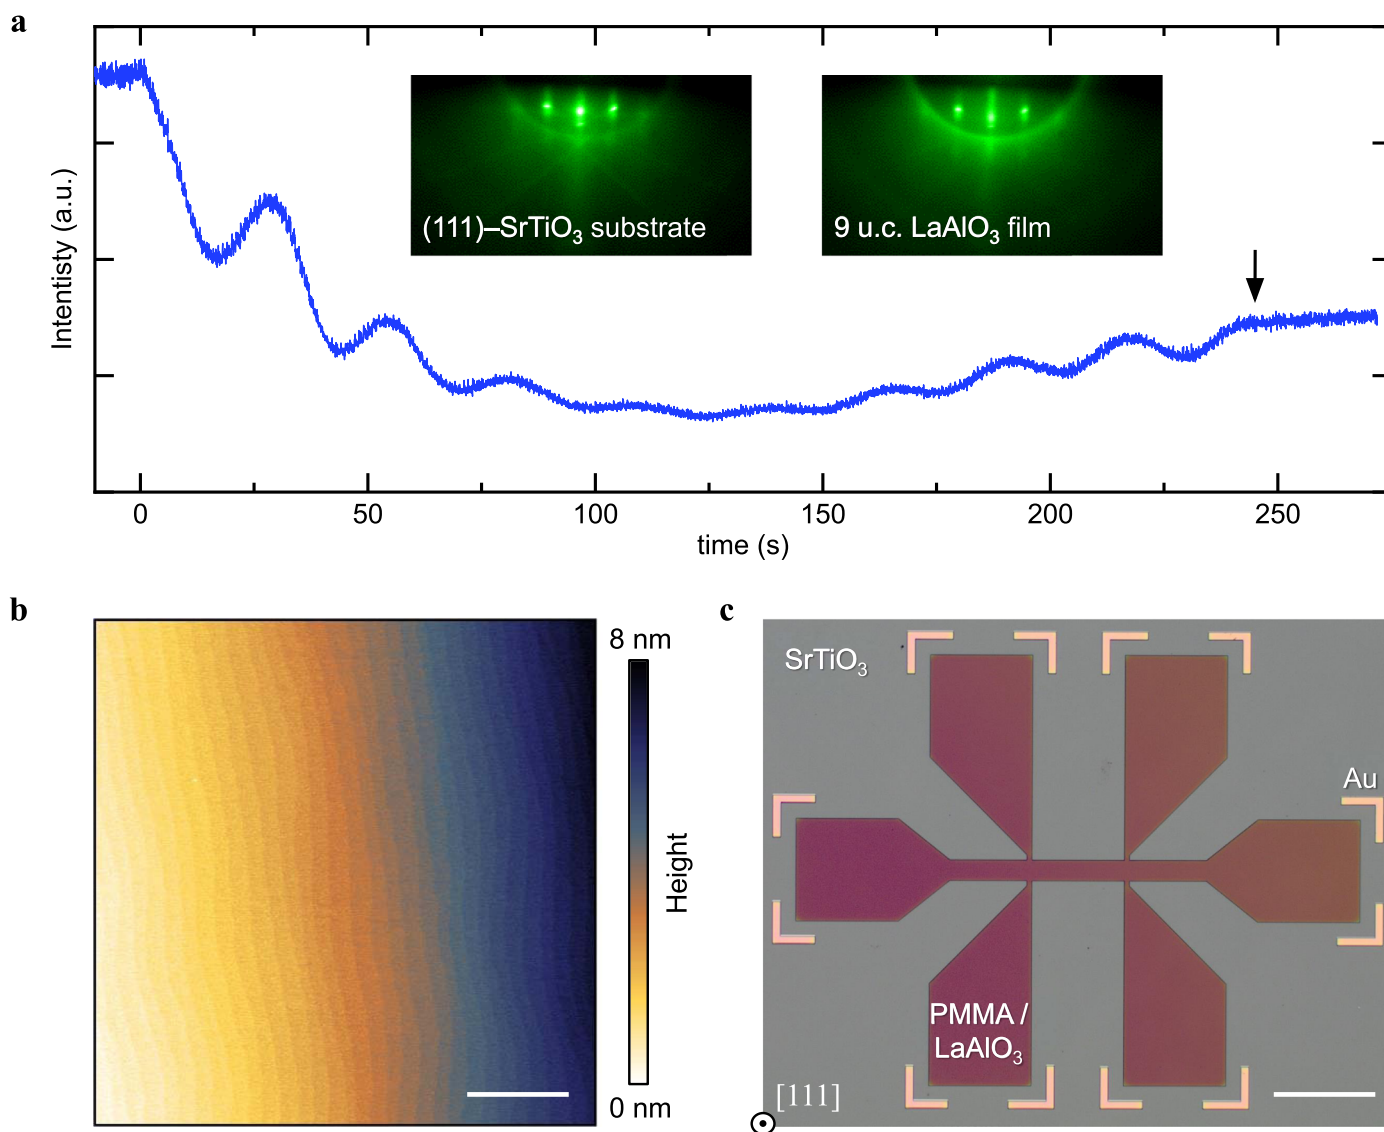 a
Intentisty (a.u.)
(111)–SrTiO₃ substrate
9 u.c. LaAlO₃ film
0
50
100
150
200
250
time (s)
b
8 nm
Height
0 nm
c
SrTiO₃
Au
PMMA /
LaAlO₃
[111]